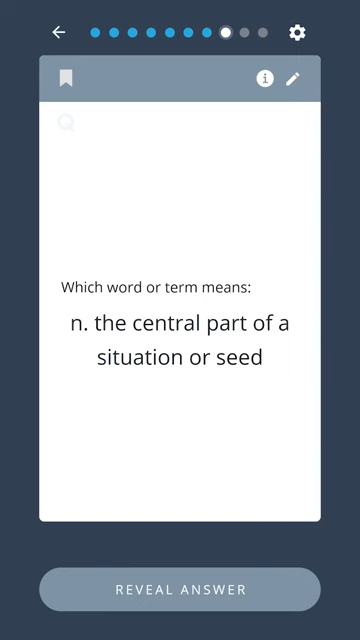 Which word or term means:
n. the central part of a
situation or seed
REVEAL ANSWER